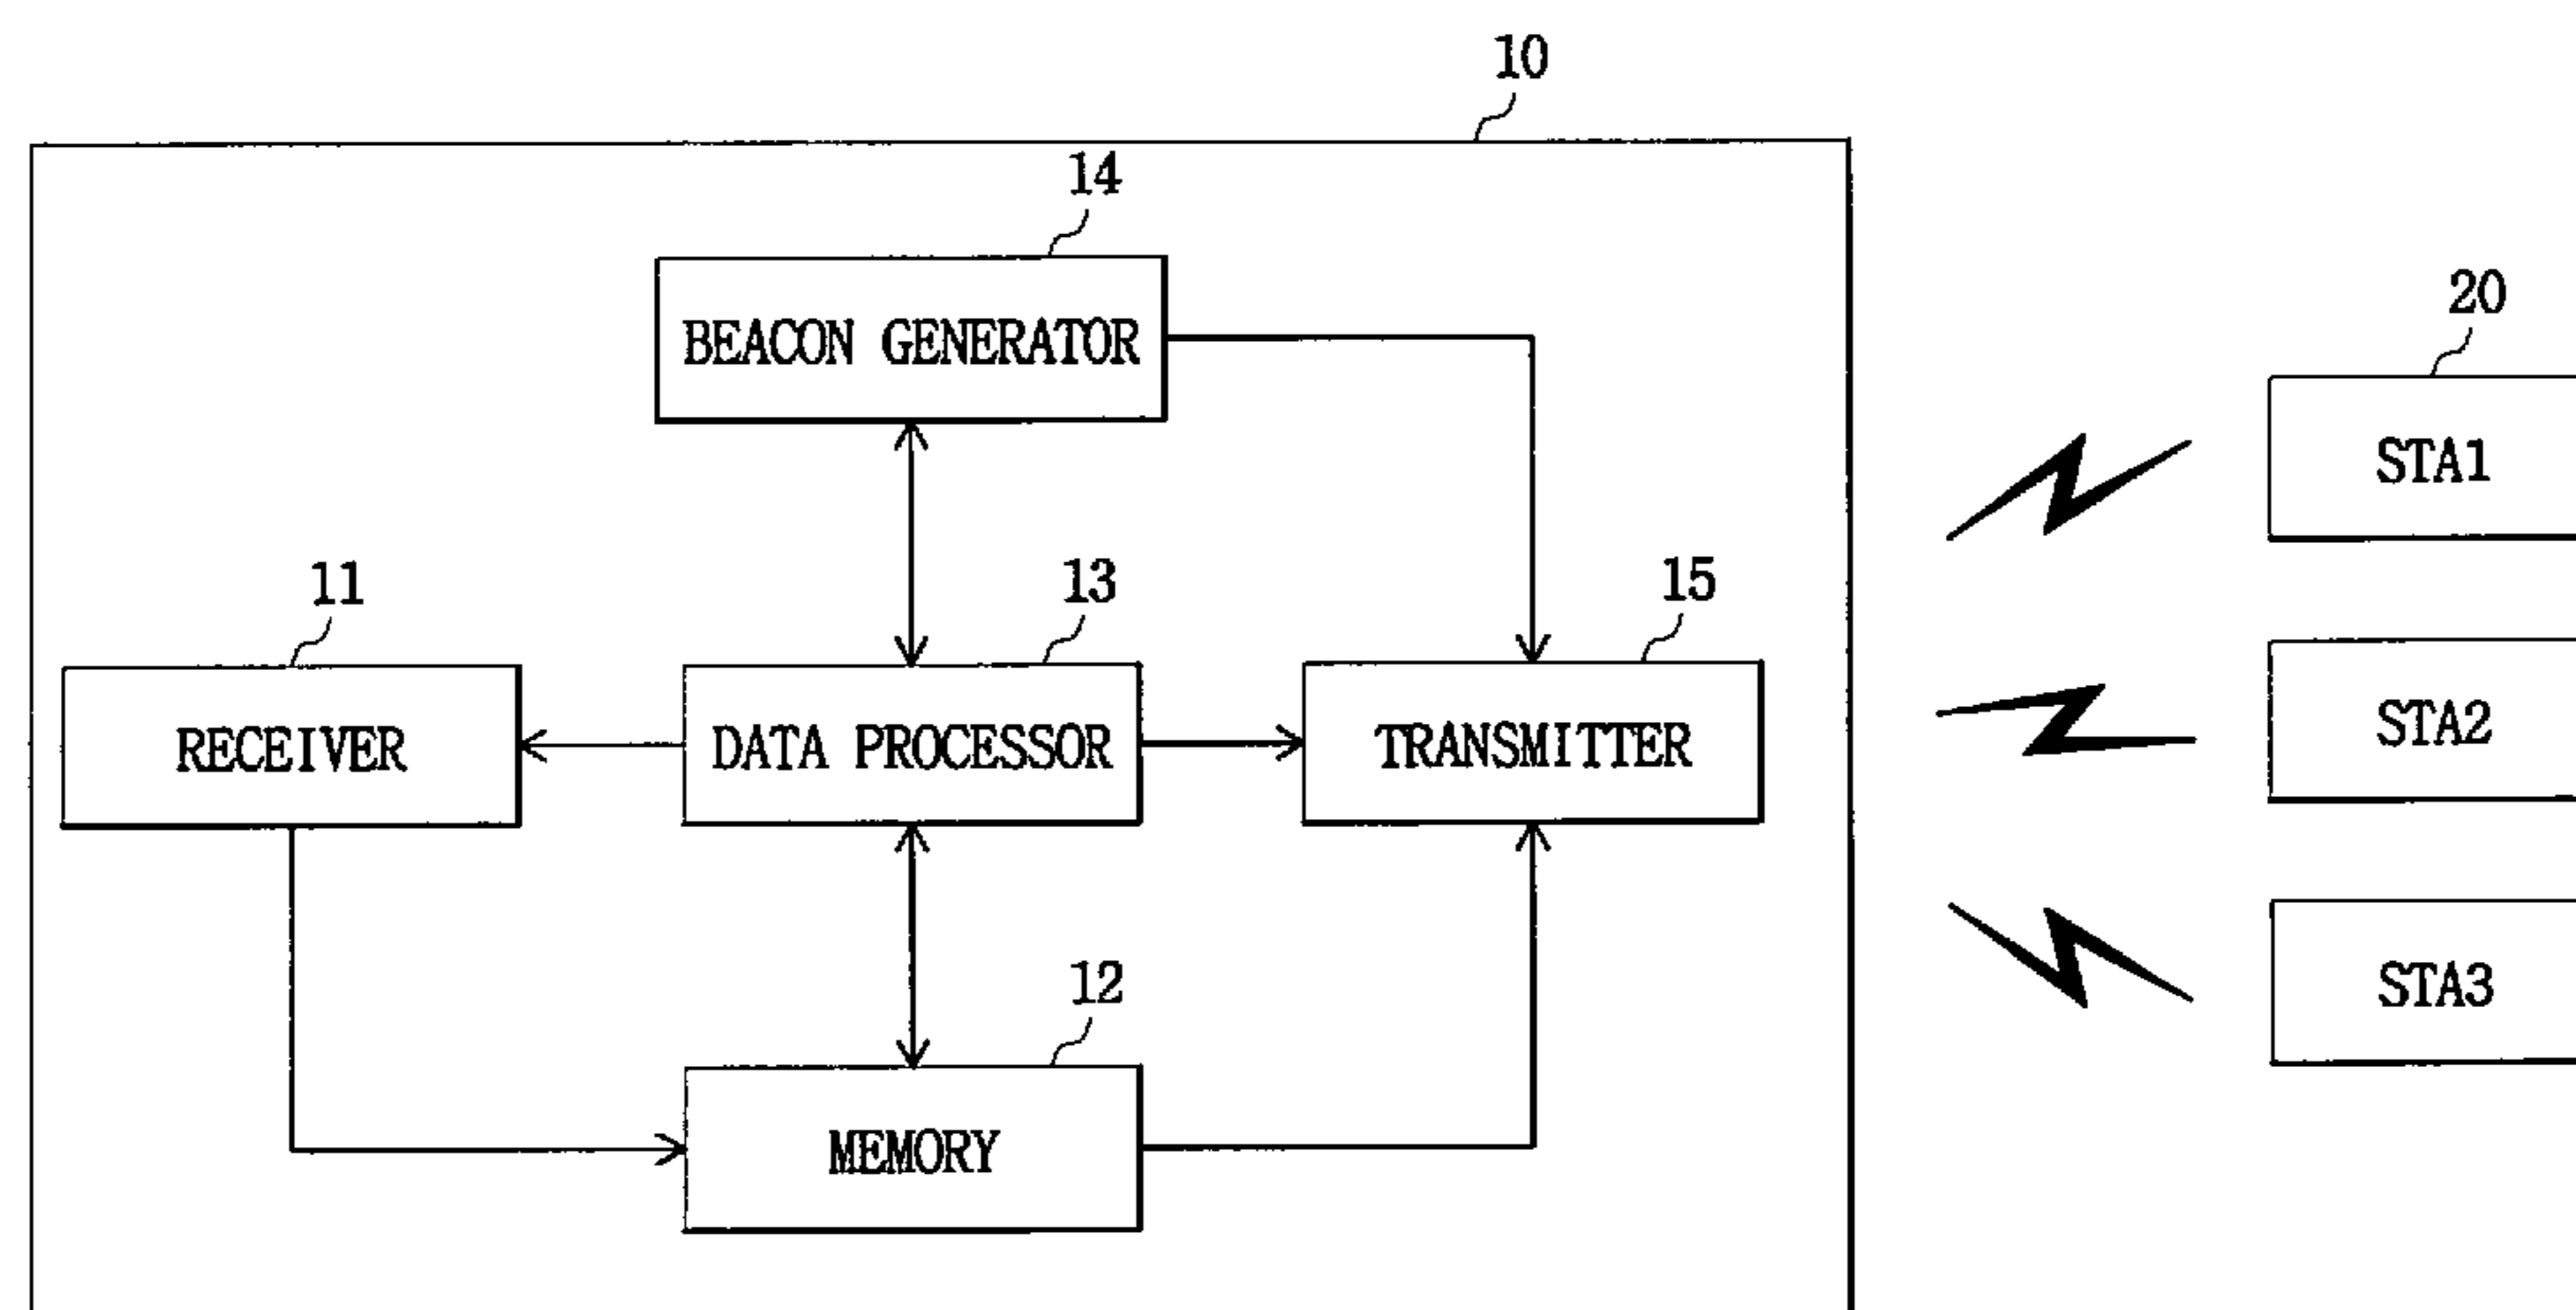 10
14
BEACON GENERATOR
20
STA1
11
13
15
RECEIVER
DATA PROCESSOR
TRANSMITTER
STA2
12
STA3
MEMORY